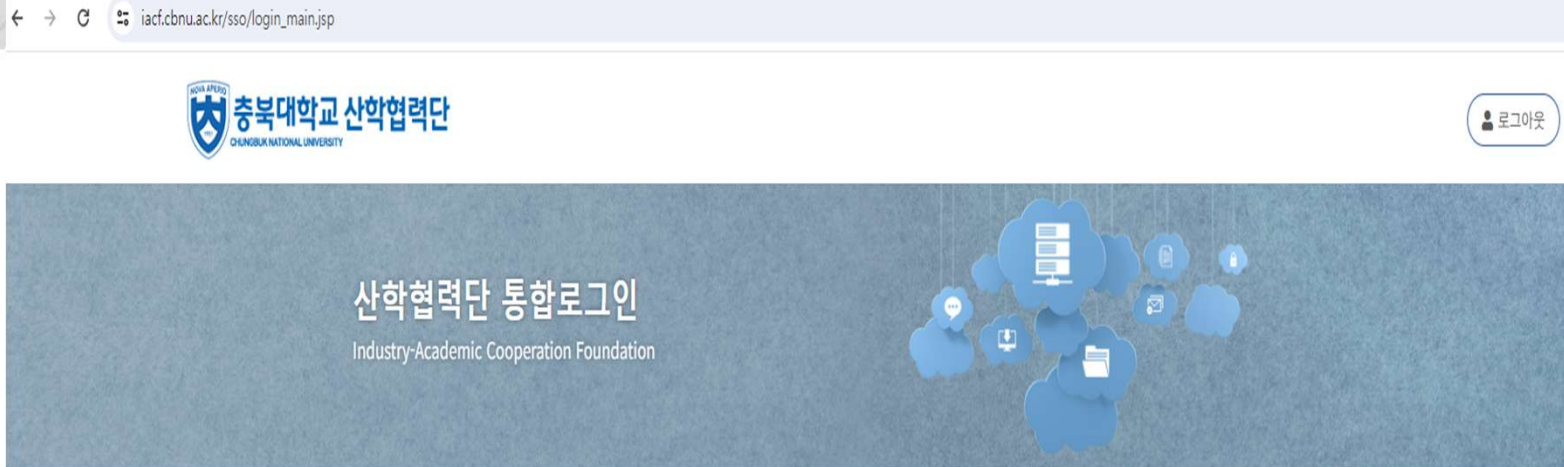 iacf.cbnu.ac.kr/sso/login_main.jsp
NOVA APERIO
충북대학교 산학협력단
CHUNGBUK NATIONAL UNIVERSITY
로그아웃
산학협력단 통합로그인
Industry-Academic Cooperation Foundation